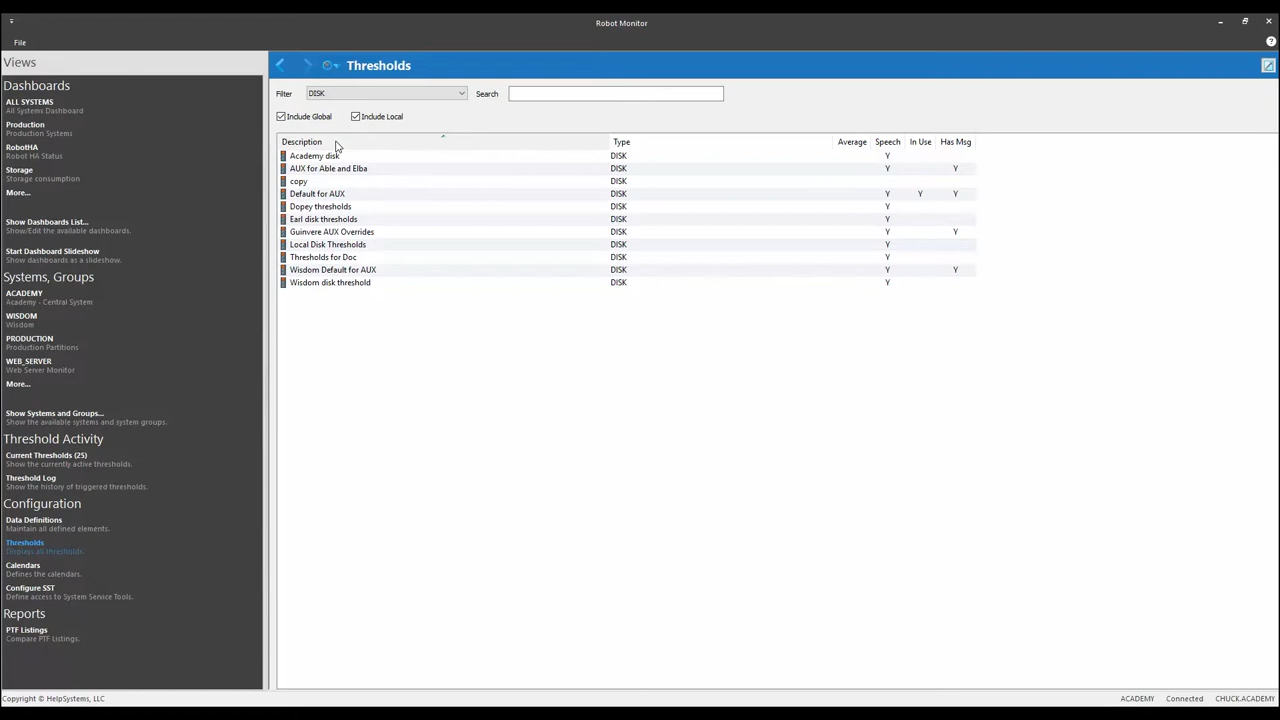 Robot Monitor
File
Views
Dashboards
ALL SYSTEMS
All Systems Dashboard
Production
Production Systems
RobotHA
Robot HA Status
Storage
Storage consumption
More...
Show Dashboards List...
Show/Edit the available dashboards.
Start Dashboard Slideshow
Show dashboards as a slideshow.
Systems, Groups
ACADEMY
Academy - Central System
WISDOM
Wisdom
PRODUCTION
Production Partitions
WEB_SERVER
Web Server Monitor
More...
Show Systems and Groups...
Show the available systems and system groups.
Threshold Activity
Current Thresholds (25)
Show the currently active thresholds.
Threshold Log
Show the history of triggered thresholds.
Configuration
Data Definitions
Maintain all defined elements.
Thresholds
Displays all thresholds.
Calendars
Defines the calendars.
Configure SST
Define access to System Service Tools.
Reports
PTF Listings
Compare PTF Listings.
Thresholds
Filter DISK Search
Include Global Include Local
Description Type Average Speech In Use Has Msg
Academy disk DISK Y
AUX for Able and Elba DISK Y Y
copy DISK
Default for AUX DISK Y Y Y
Dopey thresholds DISK Y
Earl disk thresholds DISK Y
Guinvere AUX Overrides DISK Y Y
Local Disk Thresholds DISK Y
Thresholds for Doc DISK Y
Wisdom Default for AUX DISK Y Y
Wisdom disk threshold DISK Y
Copyright © HelpSystems, LLC ACADEMY Connected CHUCK.ACADEMY